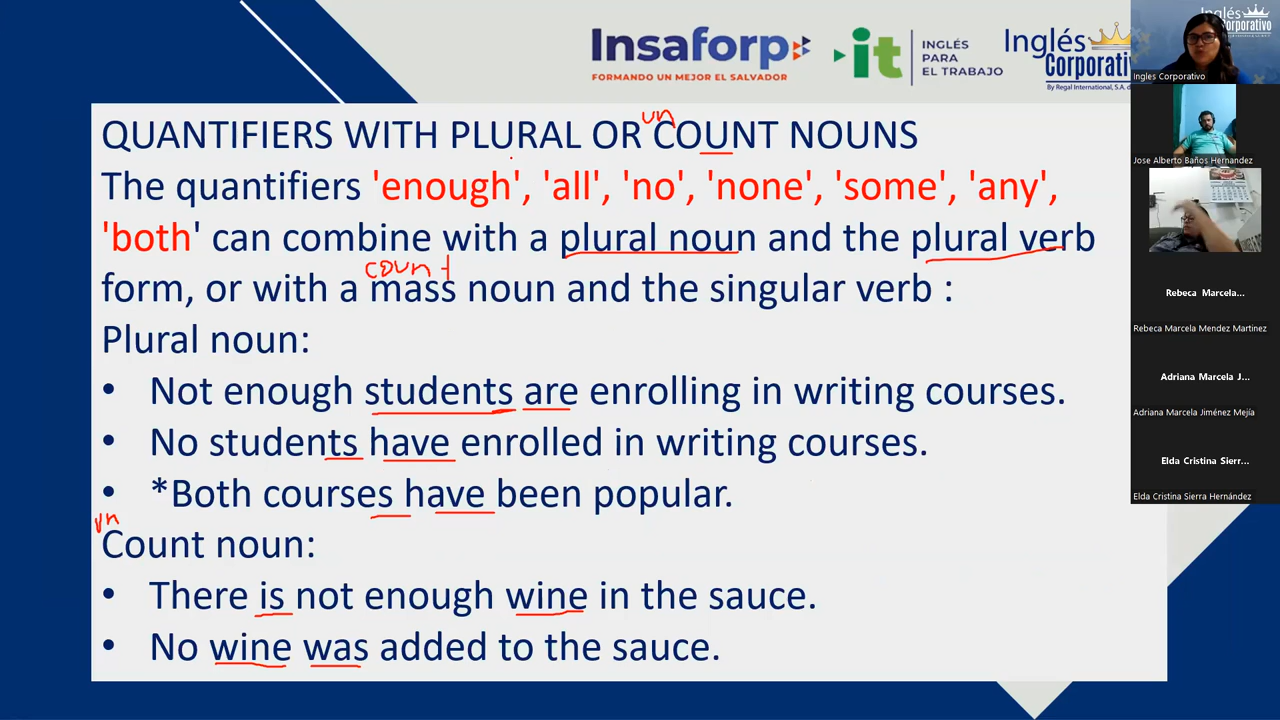 Insaforp
FORMANDO UN MEJOR EL SALVADOR
it
INGLÉS
PARA
EL TRABAJO
Inglés
Corporativo
By Regal International, S.A. d
Inglés
Corporativo
Ingles Corporativo
Jose Alberto Baños Hernandez
Rebeca Marcela...
Rebeca Marcela Mendez Martinez
Adriana Marcela J...
Adriana Marcela Jiménez Mejía
Elda Cristina Sierr...
Elda Cristina Sierra Hernández
un
QUANTIFIERS WITH PLURAL OR COUNT NOUNS
The quantifiers 'enough', 'all', 'no', 'none', 'some', 'any',
'both' can combine with a plural noun and the plural verb
count
form, or with a mass noun and the singular verb :
Plural noun:
• Not enough students are enrolling in writing courses.
• No students have enrolled in writing courses.
• *Both courses have been popular.
un
Count noun:
• There is not enough wine in the sauce.
• No wine was added to the sauce.